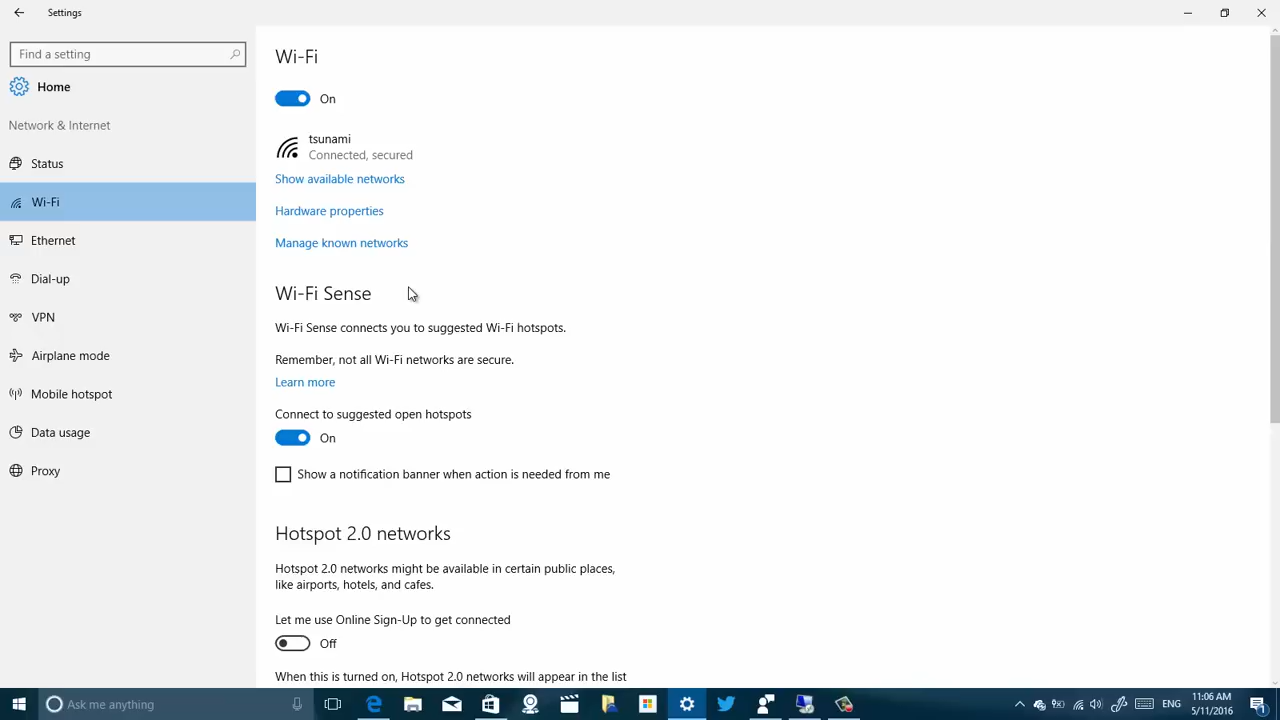 Settings
Find a setting
Home
Network & Internet
Status
Wi-Fi
Ethernet
Dial-up
VPN
Airplane mode
Mobile hotspot
Data usage
Proxy
Wi-Fi
On
tsunami
Connected, secured
Show available networks
Hardware properties
Manage known networks
Wi-Fi Sense
Wi-Fi Sense connects you to suggested Wi-Fi hotspots.
Remember, not all Wi-Fi networks are secure.
Learn more
Connect to suggested open hotspots
On
Show a notification banner when action is needed from me
Hotspot 2.0 networks
Hotspot 2.0 networks might be available in certain public places,
like airports, hotels, and cafes.
Let me use Online Sign-Up to get connected
Off
When this is turned on, Hotspot 2.0 networks will appear in the list
Ask me anything
ENG
11:06 AM
5/11/2016